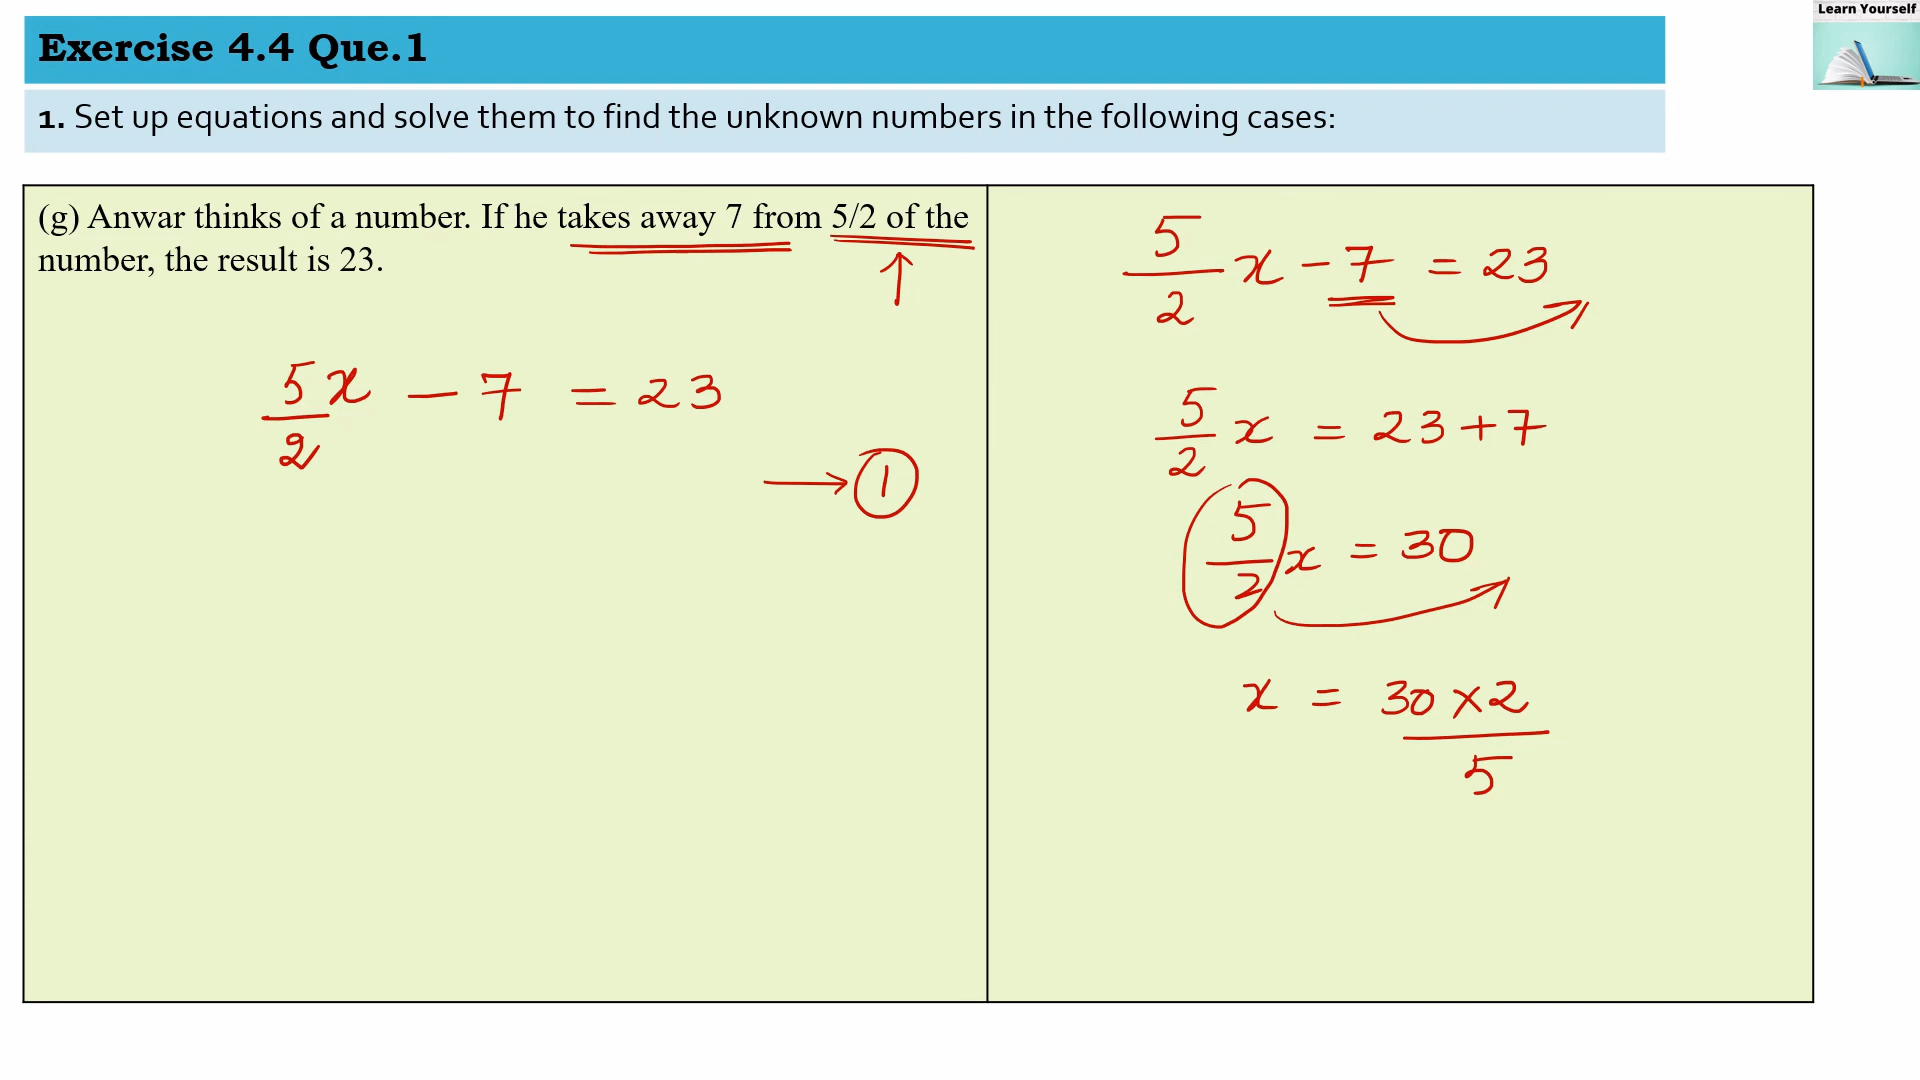 Learn Yourself
Exercise 4.4 Que.1
1. Set up equations and solve them to find the unknown numbers in the following cases:
(g) Anwar thinks of a number. If he takes away 7 from 5/2 of the
number, the result is 23.
5/2 x - 7 = 23
→ ①
5/2 x - 7 = 23
5/2 x = 23 + 7
5/2 x = 30
x = 30 × 2
5